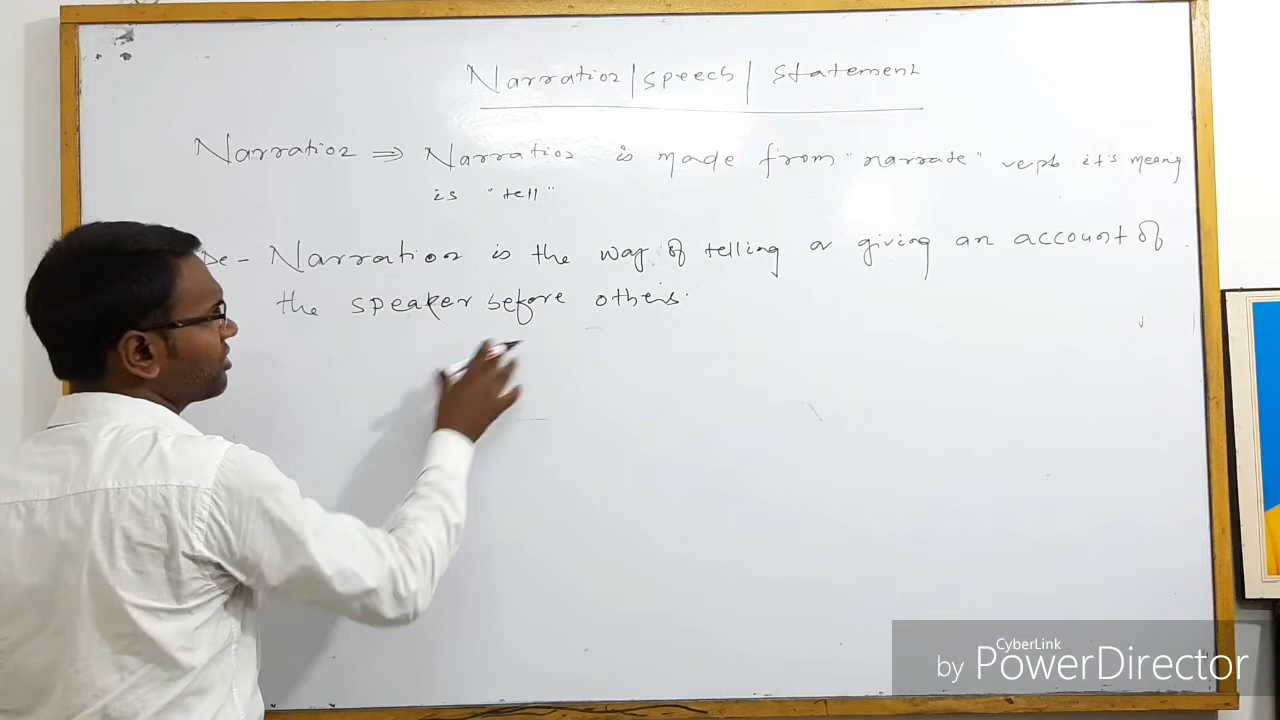 Narration/speech/statement
Narration ⇒ Narration is made from "narrate" verb it's meaning
is "tell"
De- Narration is the way of telling or giving an account of
the speaker before others.
CyberLink
by PowerDirector